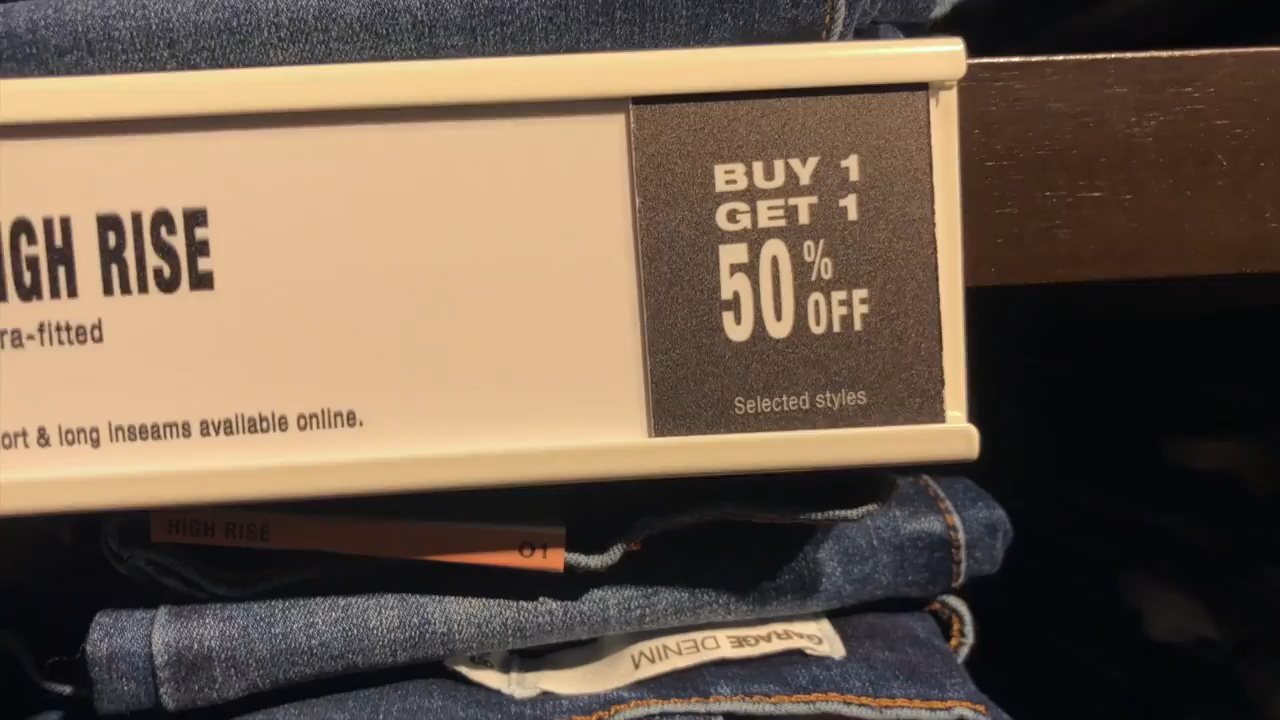 IGH RISE
ra-fitted
ort & long inseams available online.
BUY 1
GET 1
50% OFF
Selected styles
HIGH RISE 01
GARAGE DENIM